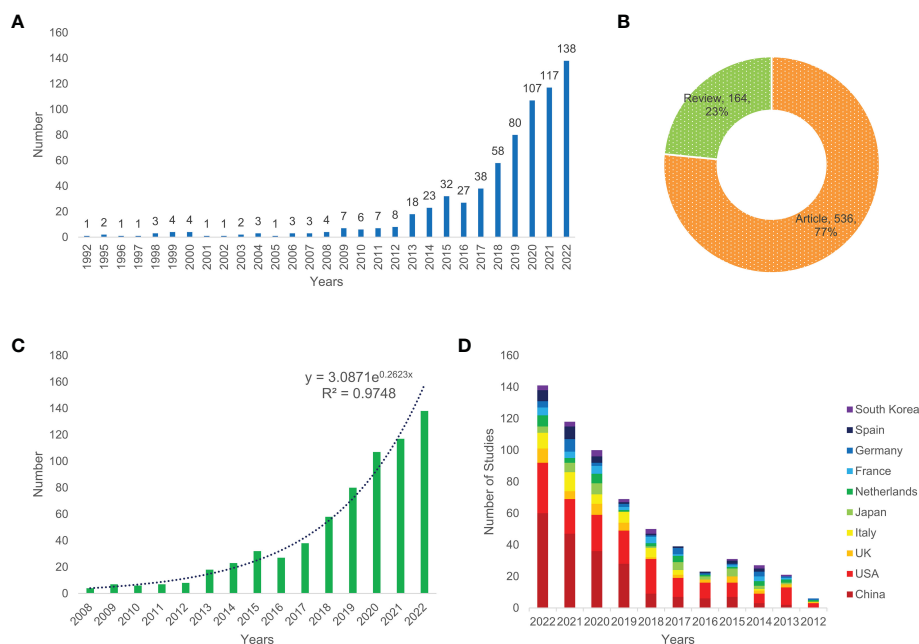 A
160
140
120
100
80
60
40
20
0
Number
1 2 1 1 3 4 4 1 1 2 3 1 3 3 4 7 6 7 8 18 23 32 27 38 58 80 107 117 138
1992 1995 1996 1997 1998 1999 2000 2001 2002 2003 2004 2005 2006 2007 2008 2009 2010 2011 2012 2013 2014 2015 2016 2017 2018 2019 2020 2021 2022
Years
B
Review, 164,
23%
Article, 536,
77%
C
180
160
140
120
100
80
60
40
20
0
Number
y = 3.0871e^0.2623x
R² = 0.9748
2008 2009 2010 2011 2012 2013 2014 2015 2016 2017 2018 2019 2020 2021 2022
Years
D
160
140
120
100
80
60
40
20
0
Number of Studies
2022 2021 2020 2019 2018 2017 2016 2015 2014 2013 2012
Years
South Korea
Spain
Germany
France
Netherlands
Japan
Italy
UK
USA
China